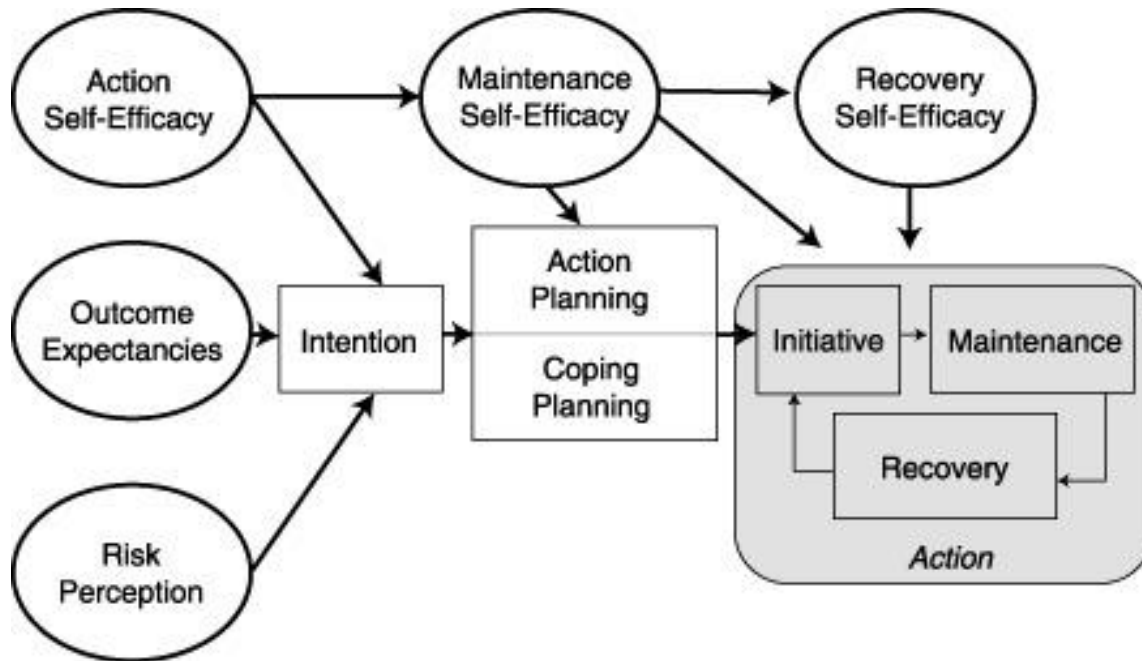 Action
Self-Efficacy
Maintenance
Self-Efficacy
Recovery
Self-Efficacy
Outcome
Expectancies
Intention
Action
Planning
Coping
Planning
Initiative
Maintenance
Recovery
Action
Risk
Perception